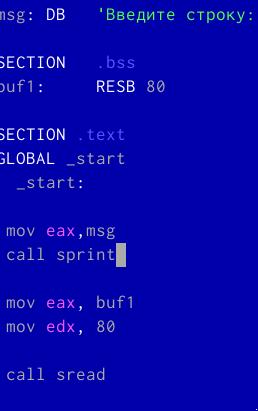 msg: DB 'Введите строку:
SECTION .bss
buf1: RESB 80
SECTION .text
GLOBAL _start
_start:
mov eax,msg
call sprint
mov eax, buf1
mov edx, 80
call sread